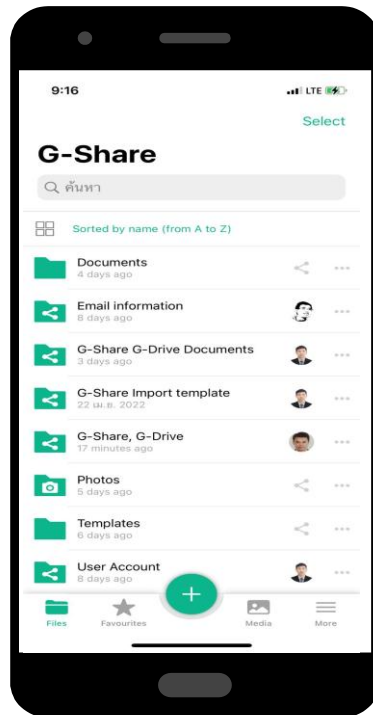 9:16
LTE
Select
G-Share
ค้นหา
Sorted by name (from A to Z)
Documents
4 days ago
Email information
8 days ago
G-Share G-Drive Documents
3 days ago
G-Share Import template
22 เม.ย. 2022
G-Share, G-Drive
17 minutes ago
Photos
5 days ago
Templates
6 days ago
User Account
8 days ago
Files
Favourites
Media
More